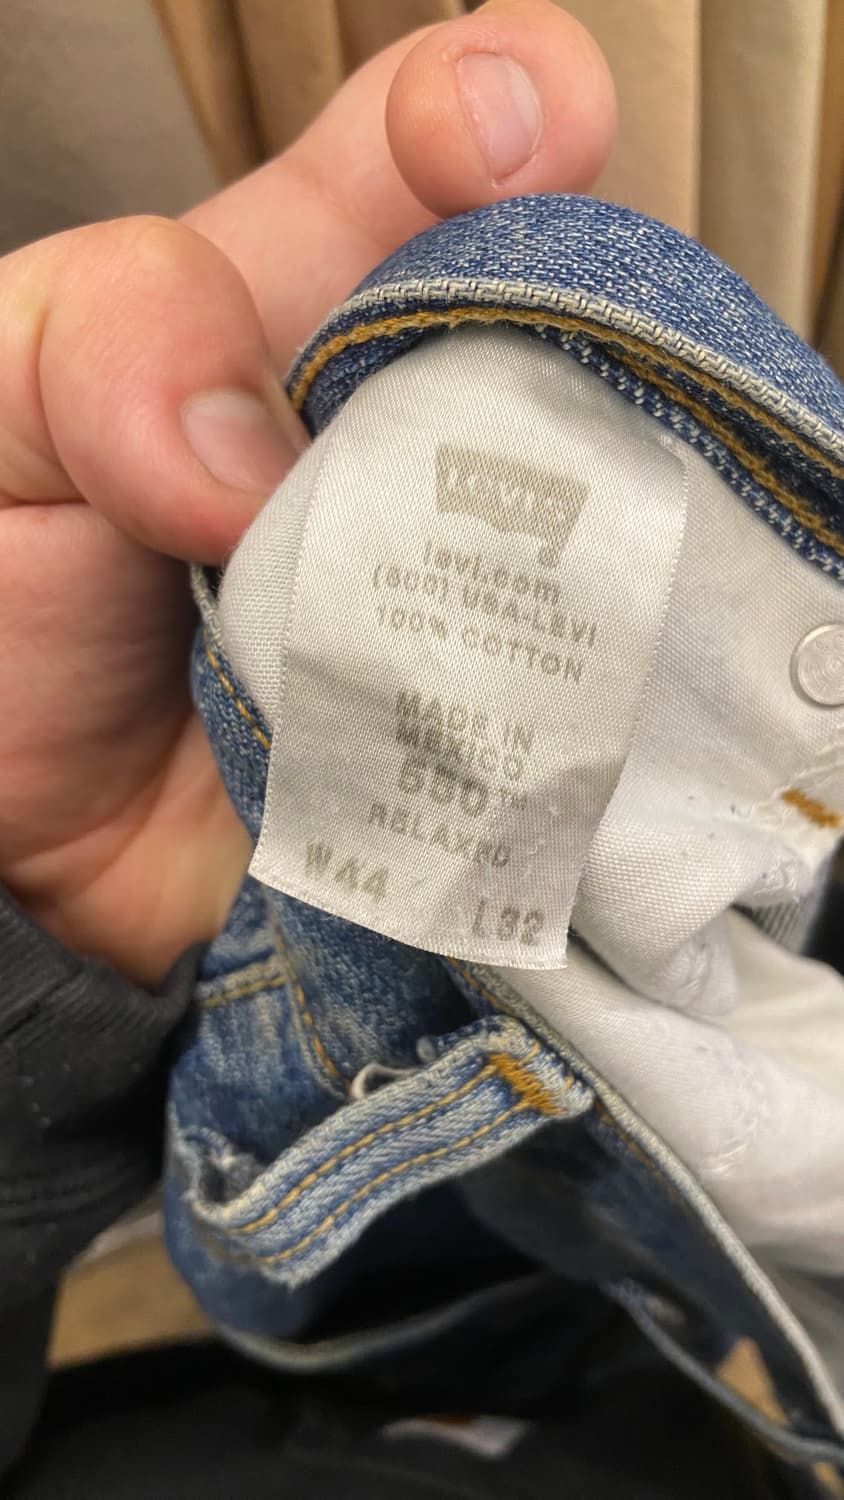 LEVI'S
levi.com
(800) USA-LEVI
100% COTTON
MADE IN
MEXICO
550™
RELAXED
W44 L32